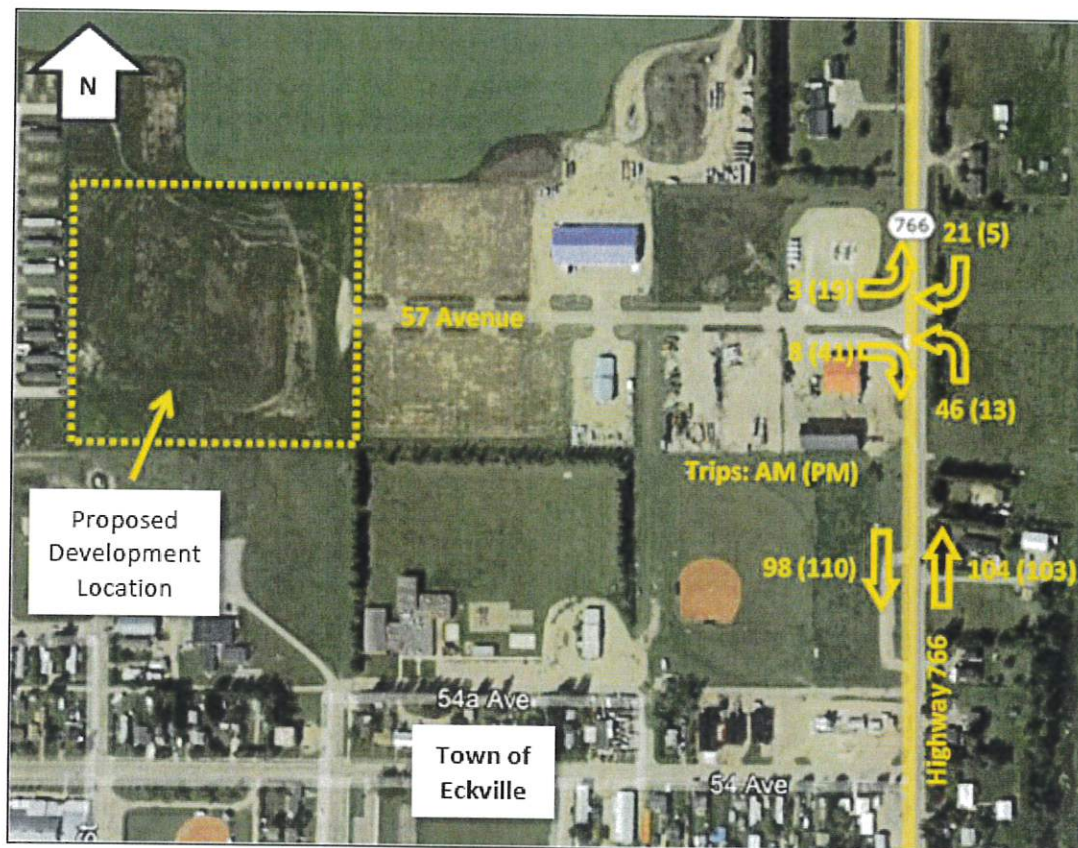 N
766
21 (5)
3 (19)
57 Avenue
8 (41)
46 (13)
Trips: AM (PM)
Proposed
Development
Location
98 (110)
104 (103)
Highway 766
54a Ave
Town of
Eckville
54 Ave